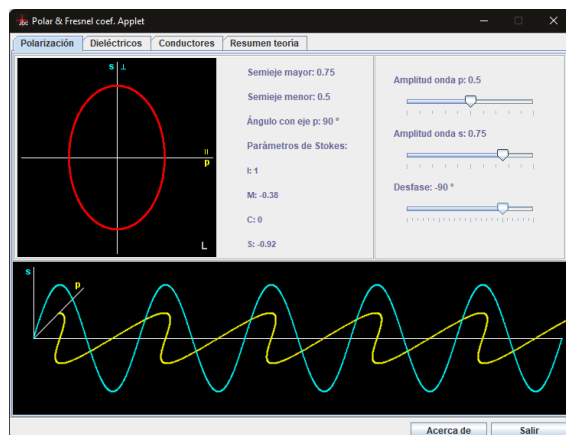 Polar & Fresnel coef. Applet
Polarización Dieléctricos Conductores Resumen teoría
s ⊥
Semieje mayor: 0.75
Semieje menor: 0.5
Ángulo con eje p: 90 º
Parámetros de Stokes:
I: 1
M: -0.38
C: 0
S: -0.92
=
p
L
Amplitud onda p: 0.5
Amplitud onda s: 0.75
Desfase: -90 º
s
p
Acerca de Salir